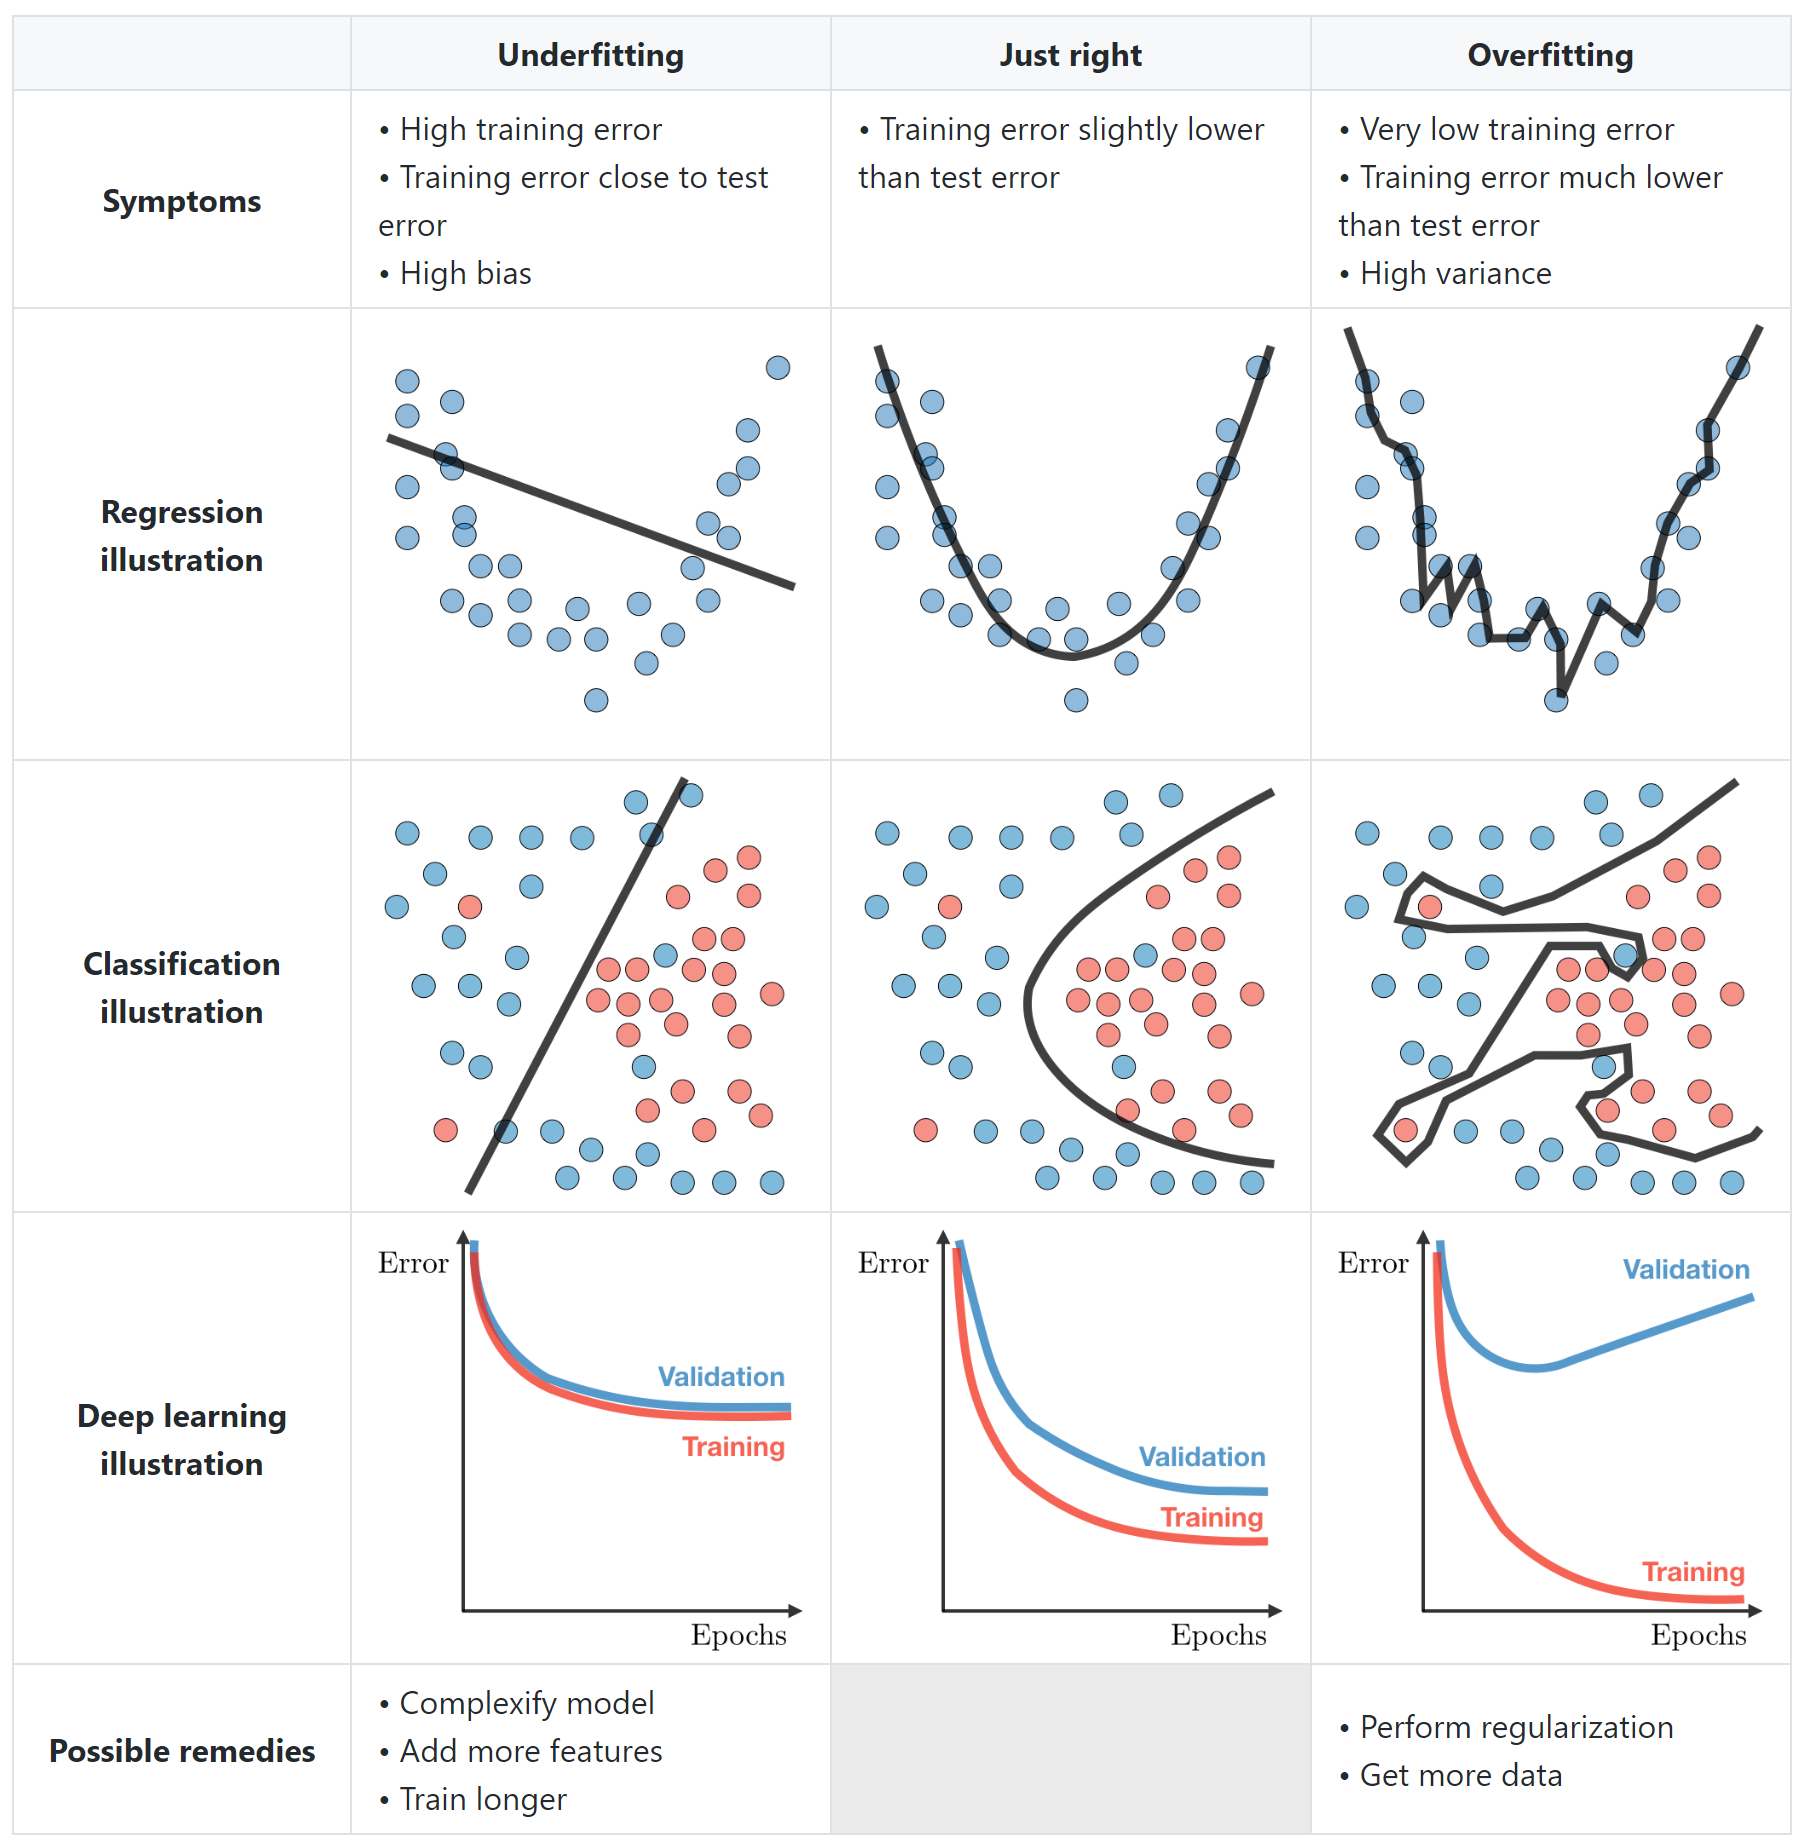 Underfitting
Just right
Overfitting
Symptoms
• High training error
• Training error close to test
error
• High bias
• Training error slightly lower
than test error
• Very low training error
• Training error much lower
than test error
• High variance
Regression
illustration
Classification
illustration
Deep learning
illustration
Error
Validation
Training
Epochs
Error
Validation
Training
Epochs
Error
Validation
Training
Epochs
Possible remedies
• Complexify model
• Add more features
• Train longer
• Perform regularization
• Get more data